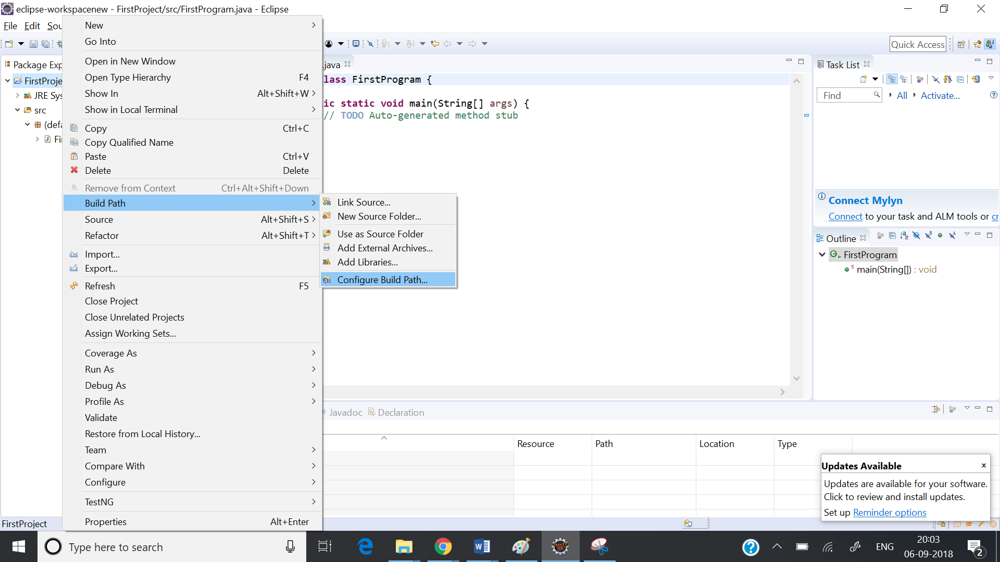 eclipse-workspacenew - FirstProject/src/FirstProgram.java - Eclipse
File Edit Sou
Quick Access
New
Go Into
Open in New Window
Open Type Hierarchy F4
Show In Alt+Shift+W
Show in Local Terminal
Copy Ctrl+C
Copy Qualified Name
Paste Ctrl+V
Delete Delete
Remove from Context Ctrl+Alt+Shift+Down
Build Path
Source Alt+Shift+S
Refactor Alt+Shift+T
Import...
Export...
Refresh F5
Close Project
Close Unrelated Projects
Assign Working Sets...
Coverage As
Run As
Debug As
Profile As
Validate
Restore from Local History...
Team
Compare With
Configure
TestNG
Properties Alt+Enter
Link Source...
New Source Folder...
Use as Source Folder
Add External Archives...
Add Libraries...
Configure Build Path...
Package Exp
FirstProje
JRE Sys
src
(defa
Fi
.java
lass FirstProgram {
ic static void main(String[] args) {
// TODO Auto-generated method stub
Task List
Find
All Activate...
Connect Mylyn
Connect to your task and ALM tools or cr
Outline
FirstProgram
main(String[]) : void
Javadoc Declaration
Resource Path Location Type
Updates Available
Updates are available for your software.
Click to review and install updates.
Set up Reminder options
FirstProject
Type here to search
ENG
20:03
06-09-2018
2